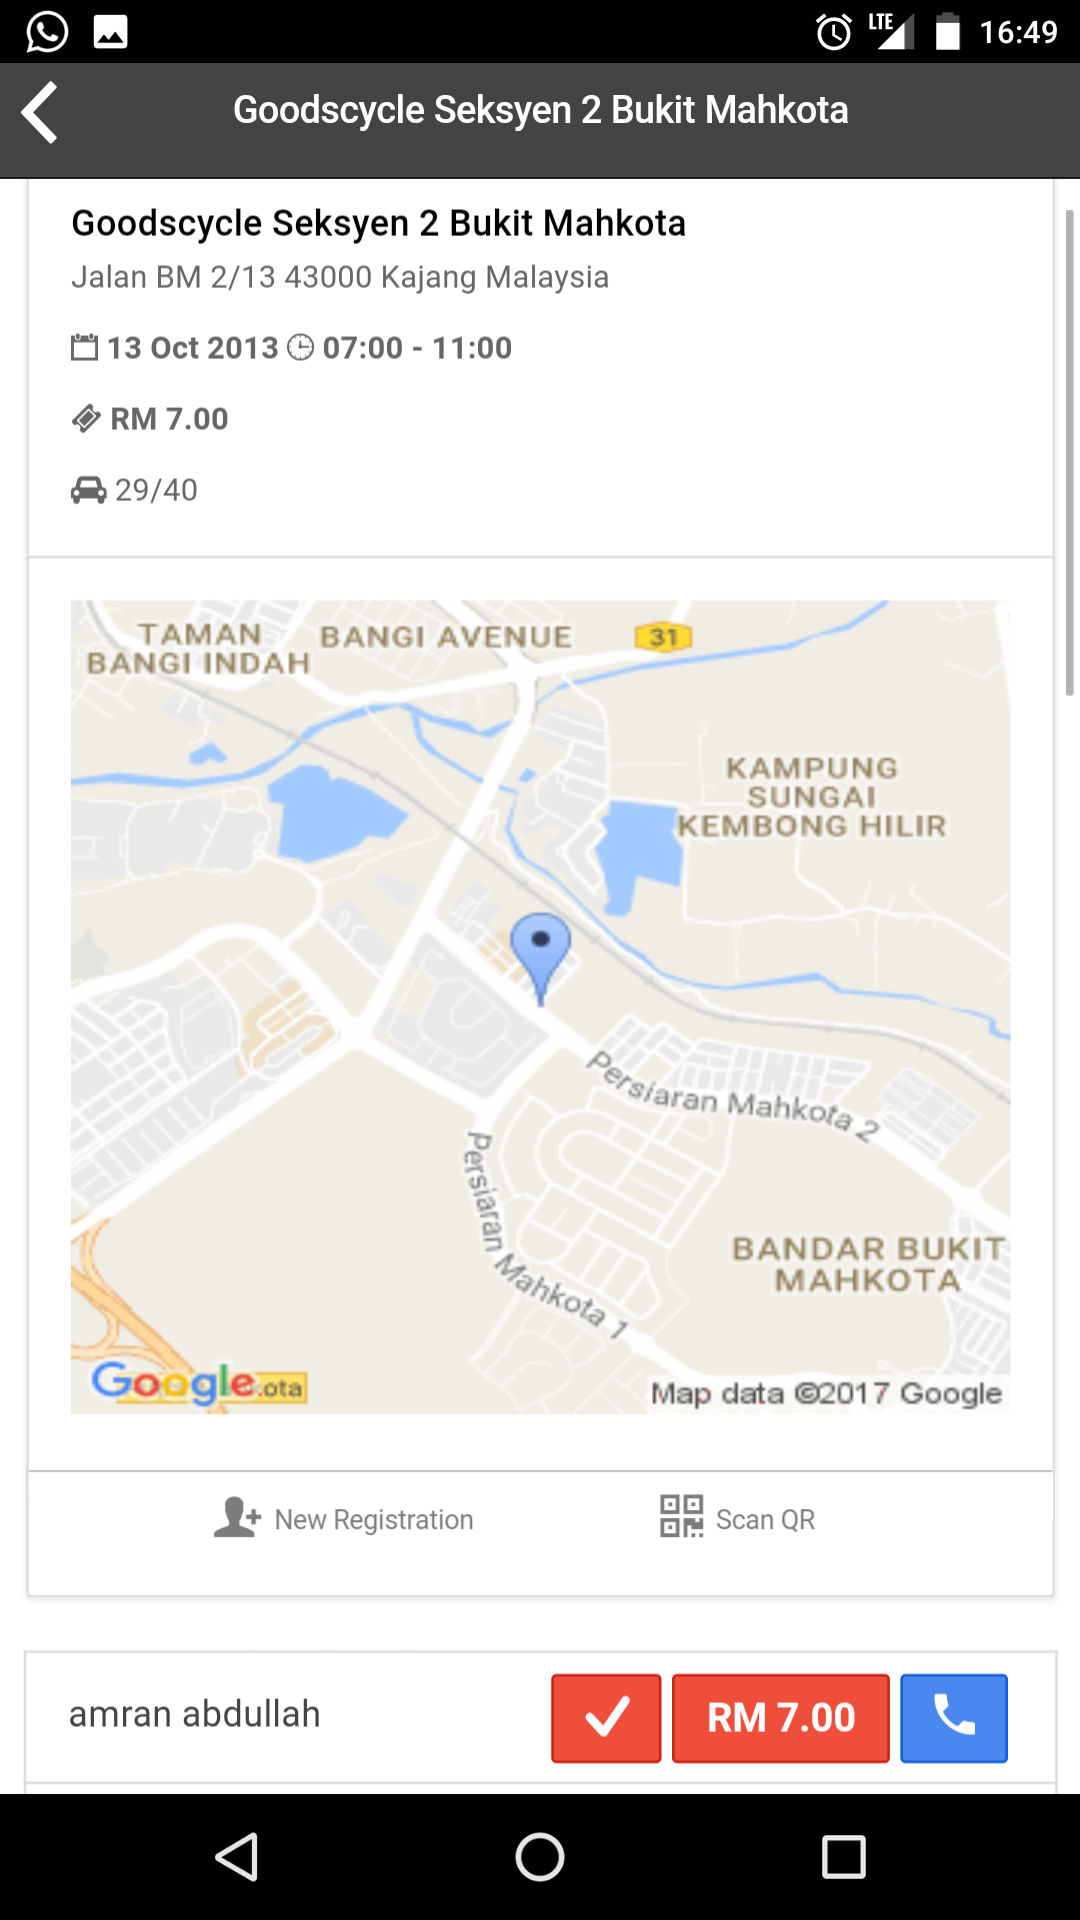 LTE 16:49
Goodscycle Seksyen 2 Bukit Mahkota
Goodscycle Seksyen 2 Bukit Mahkota
Jalan BM 2/13 43000 Kajang Malaysia
13 Oct 2013 07:00 - 11:00
RM 7.00
29/40
TAMAN
BANGI INDAH
BANGI AVENUE
31
KAMPUNG
SUNGAI
KEMBONG HILIR
Persiaran Mahkota 2
Persiaran Mahkota 1
BANDAR BUKIT
MAHKOTA
Google
ota
Map data ©2017 Google
New Registration
Scan QR
amran abdullah
RM 7.00